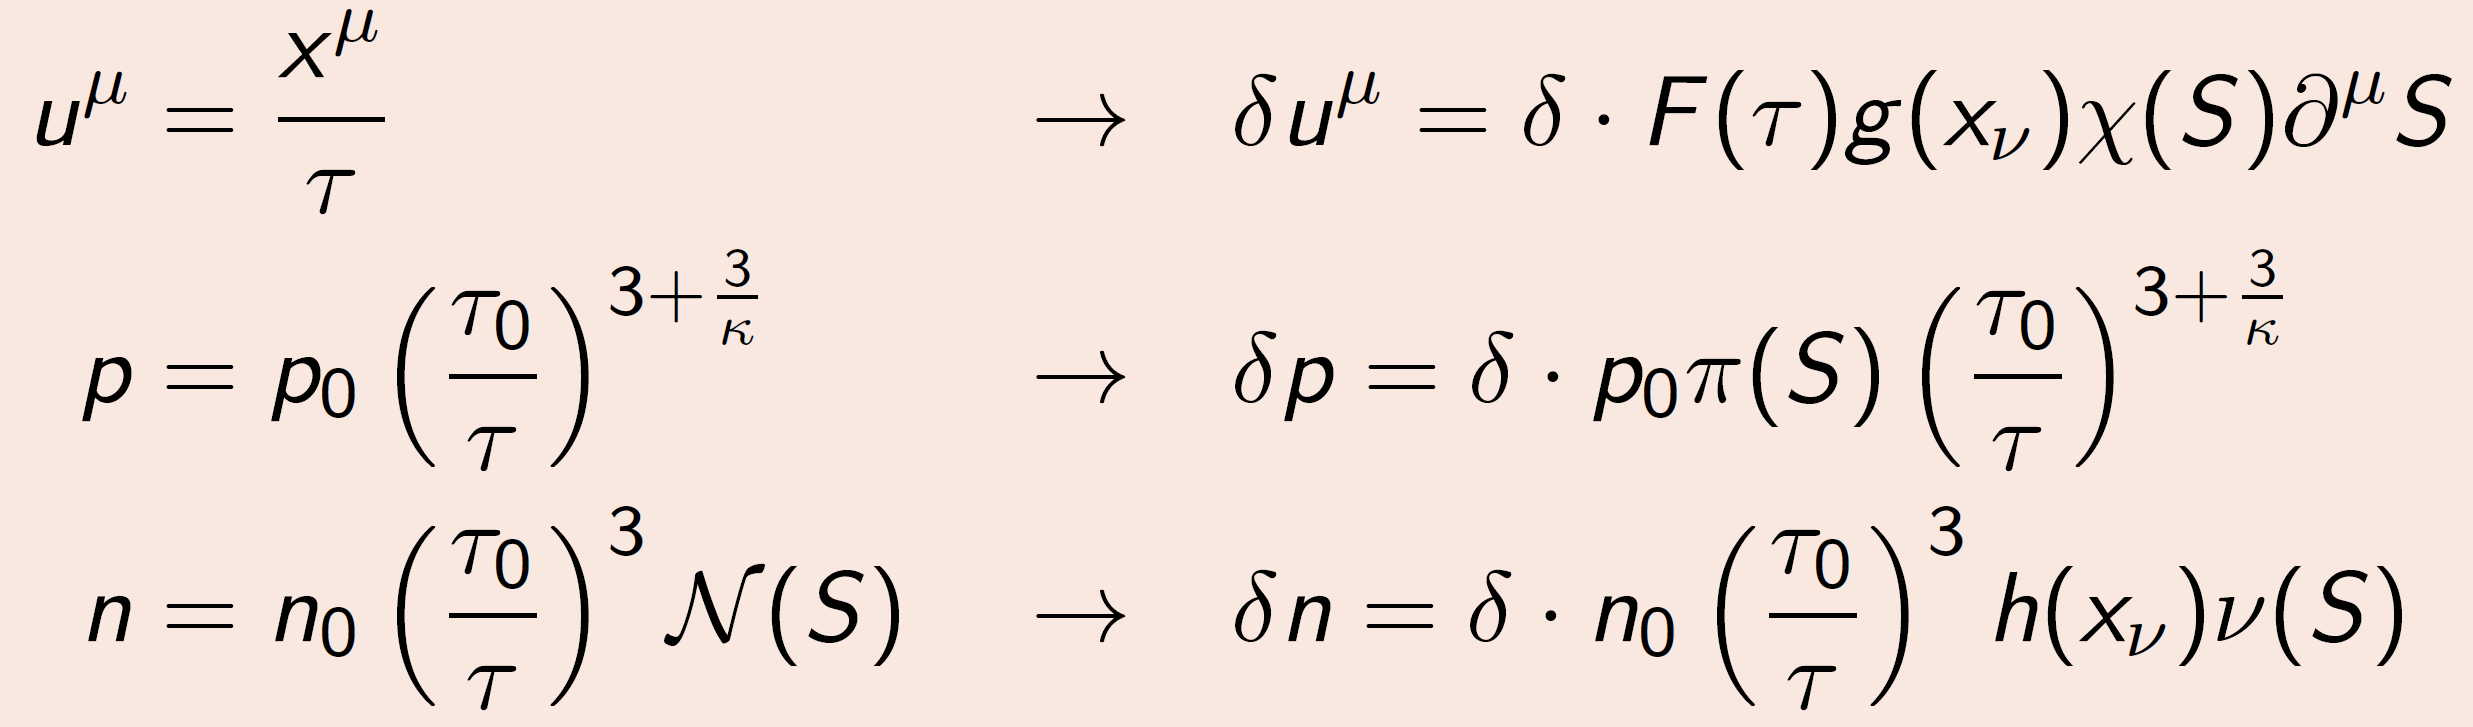 u^μ = x^μ / τ → δu^μ = δ · F(τ)g(x_ν)χ(S)∂^μ S
p = p_0 (τ_0 / τ)^{3 + 3/κ} → δp = δ · p_0 π(S) (τ_0 / τ)^{3 + 3/κ}
n = n_0 (τ_0 / τ)^3 𝒩(S) → δn = δ · n_0 (τ_0 / τ)^3 h(x_ν)ν(S)